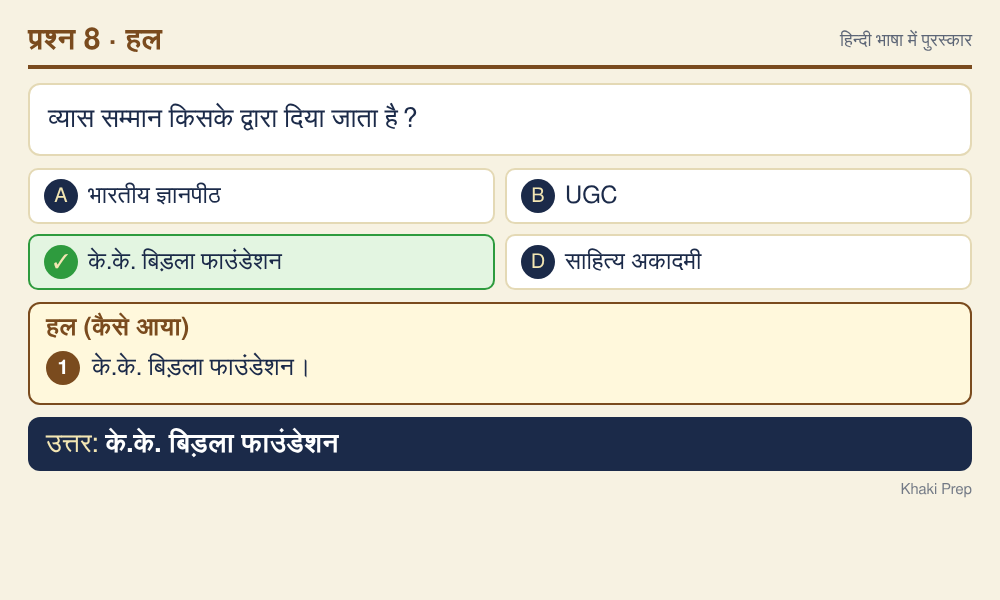 प्रश्न 8 · हल
हिन्दी भाषा में पुरस्कार
व्यास सम्मान किसके द्वारा दिया जाता है ?
A भारतीय ज्ञानपीठ
B UGC
✓ के.के. बिड़ला फाउंडेशन
D साहित्य अकादमी
हल (कैसे आया)
1 के.के. बिड़ला फाउंडेशन।
उत्तर: के.के. बिड़ला फाउंडेशन
Khaki Prep